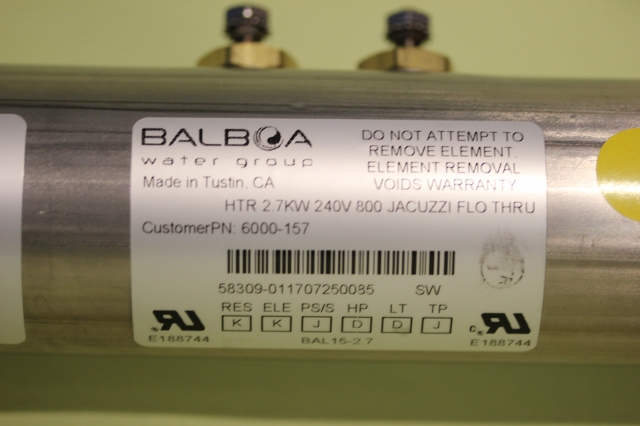 BALBOA
water group
Made in Tustin, CA
DO NOT ATTEMPT TO
REMOVE ELEMENT.
ELEMENT REMOVAL
VOIDS WARRANTY.
HTR 2.7KW 240V 800 JACUZZI FLO THRU
CustomerPN: 6000-157
58309-011707250085 SW
RES ELE PS/S HP LT TP
K K J D D J
BAL15-2.7
E188744
c
E188744